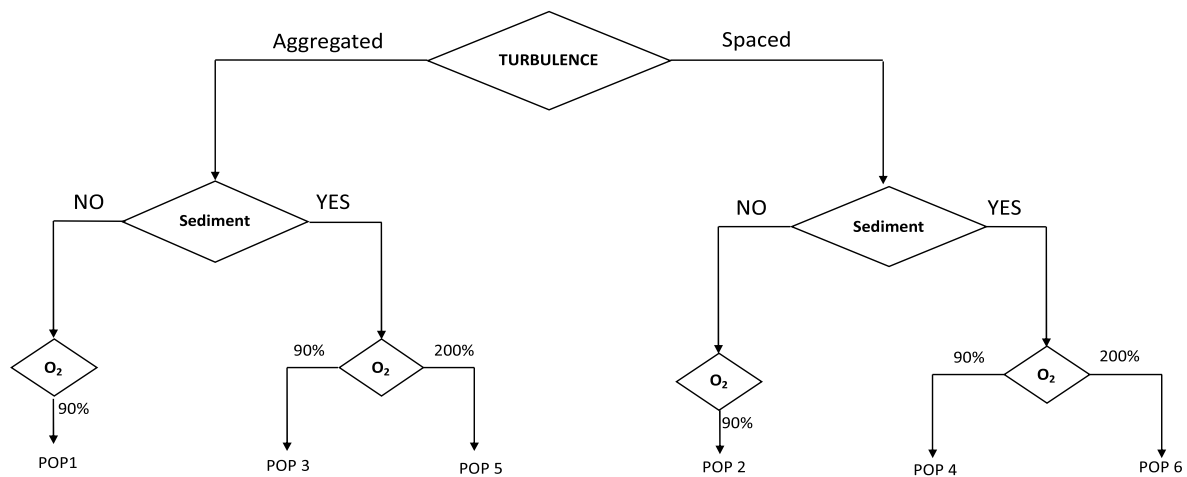 Aggregated
TURBULENCE
Spaced
NO
Sediment
YES
NO
Sediment
YES
O₂
90%
90%
O₂
200%
O₂
90%
90%
O₂
200%
POP1
POP 3
POP 5
POP 2
POP 4
POP 6